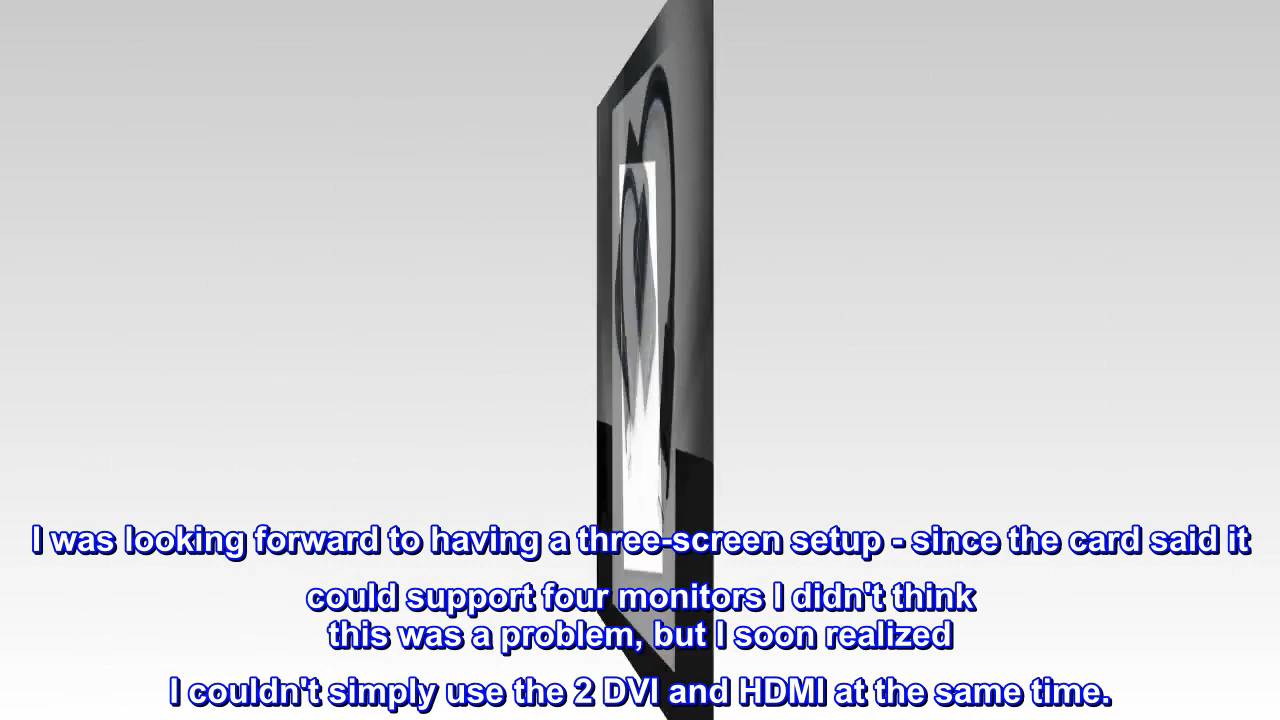 I was looking forward to having a three-screen setup - since the card said it
could support four monitors I didn't think
this was a problem, but I soon realized
I couldn't simply use the 2 DVI and HDMI at the same time.